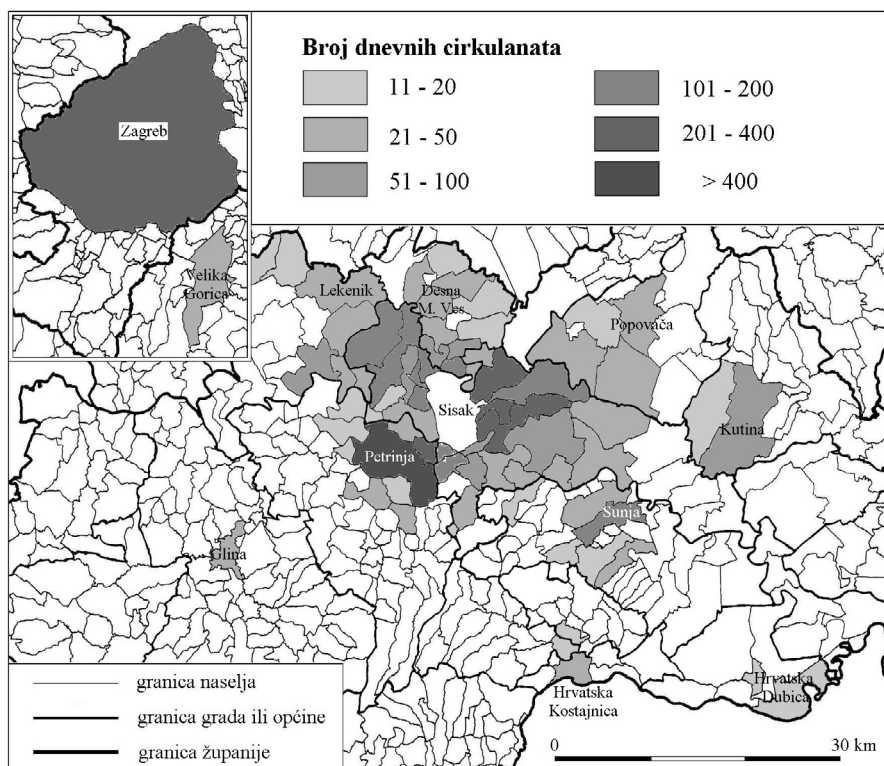 Broj dnevnih cirkulanata
11 - 20
21 - 50
51 - 100
101 - 200
201 - 400
> 400
Zagreb
Velika
Gorica
Lekenik
Desna
M. Ves
Popovača
Sisak
Kutina
Petrinja
Sunja
Glina
Hrvatska
Kostajnica
Hrvatska
Dubica
granica naselja
granica grada ili općine
granica županije
0
30 km